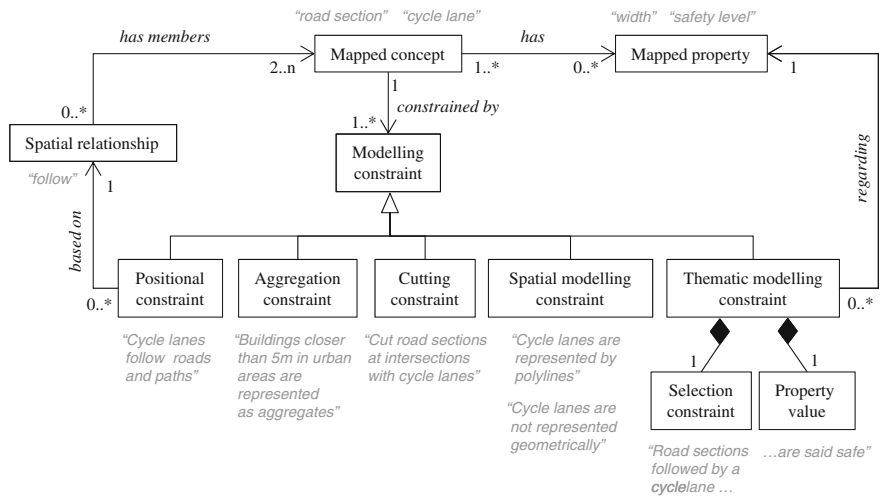 “road section” “cycle lane”
“width” “safety level”
has members
Mapped concept
has
Mapped property
2..n
1
1..*
0..*
1
constrained by
0..*
1..*
Spatial relationship
Modelling
constraint
“follow”
1
regarding
based on
Positional
constraint
Aggregation
constraint
Cutting
constraint
Spatial modelling
constraint
Thematic modelling
constraint
0..*
0..*
“Cycle lanes
follow roads
and paths”
“Buildings closer
than 5m in urban
areas are
represented
as aggregates”
“Cut road sections
at intersections
with cycle lanes”
“Cycle lanes are
represented by
polylines”
“Cycle lanes are
not represented
geometrically”
1
1
Selection
constraint
Property
value
“Road sections
followed by a
cyclelane ...
...are said safe”